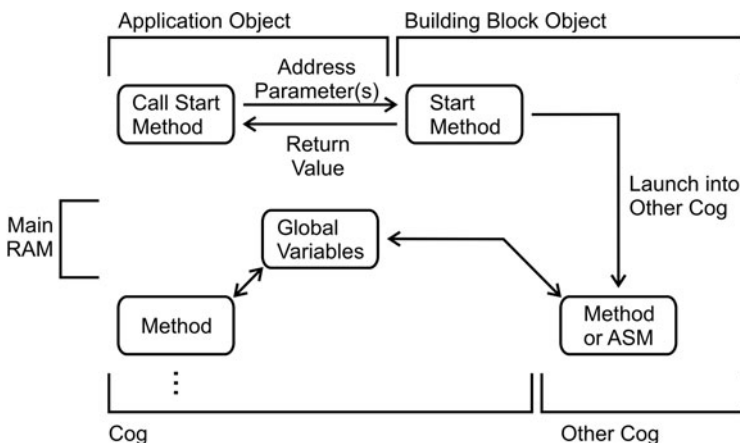 Application Object
Building Block Object
Address
Parameter(s)
Call Start
Method
Start
Method
Return
Value
Launch into
Other Cog
Main
RAM
Global
Variables
Method
Method
or ASM
Cog
Other Cog